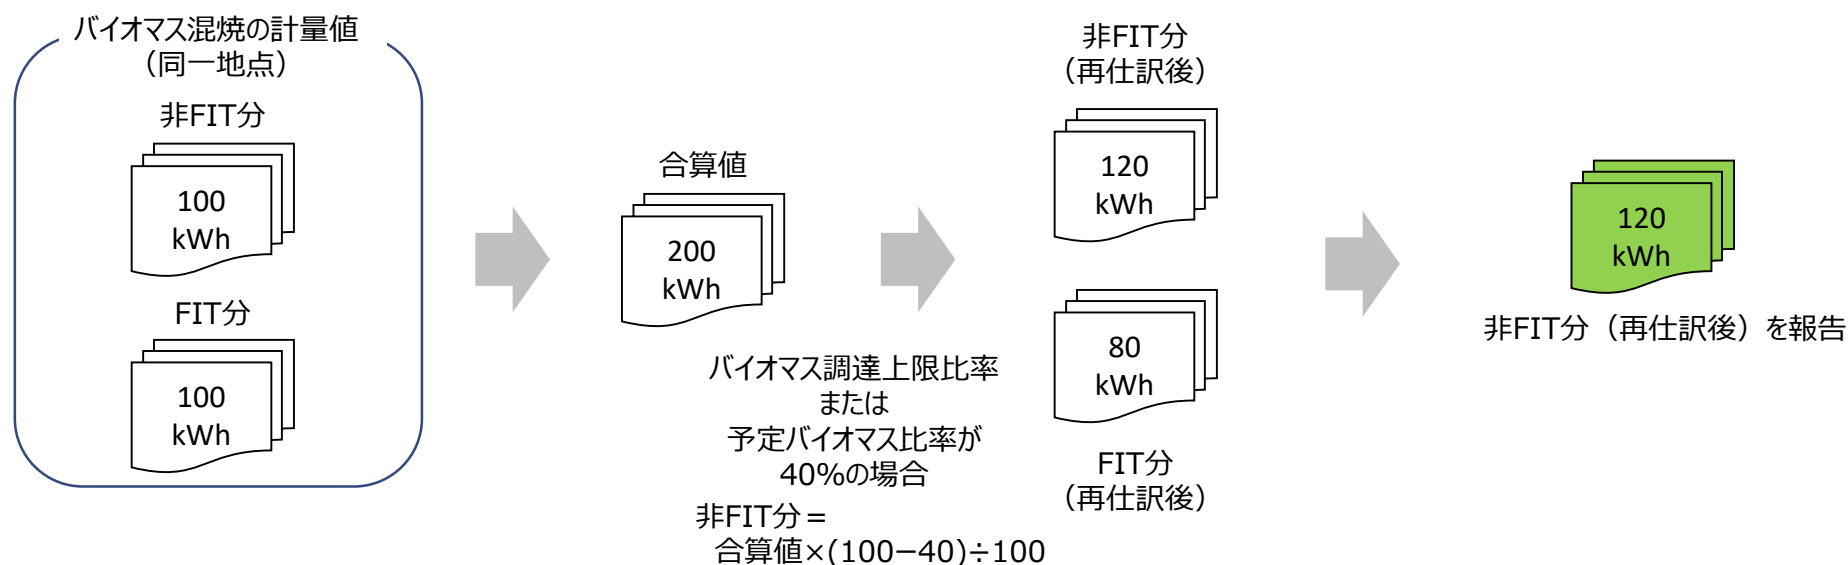 バイオマス混焼の計量値
（同一地点）
非FIT分
100
kWh
FIT分
100
kWh
合算値
200
kWh
バイオマス調達上限比率
または
予定バイオマス比率が
40%の場合
非FIT分＝
合算値×(100−40)÷100
非FIT分
（再仕訳後）
120
kWh
80
kWh
FIT分
（再仕訳後）
120
kWh
非FIT分（再仕訳後）を報告